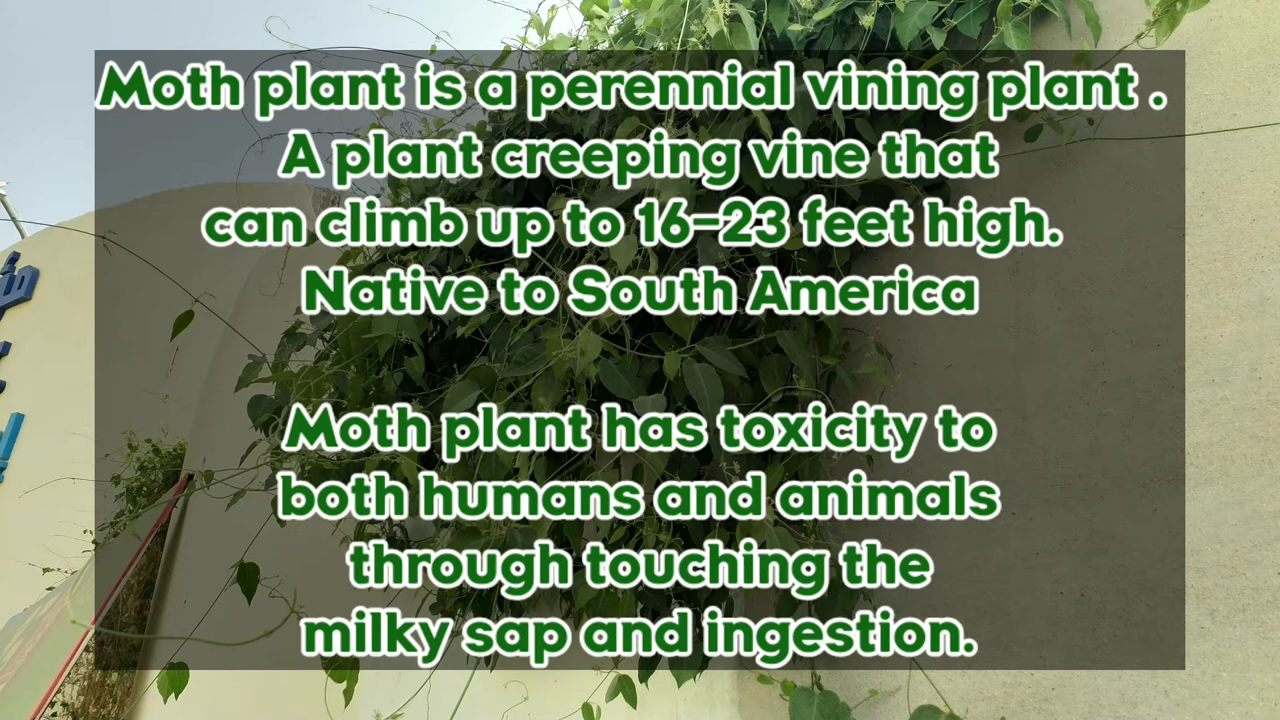 Moth plant is a perennial vining plant .
A plant creeping vine that
can climb up to 16-23 feet high.
Native to South America
Moth plant has toxicity to
both humans and animals
through touching the
milky sap and ingestion.